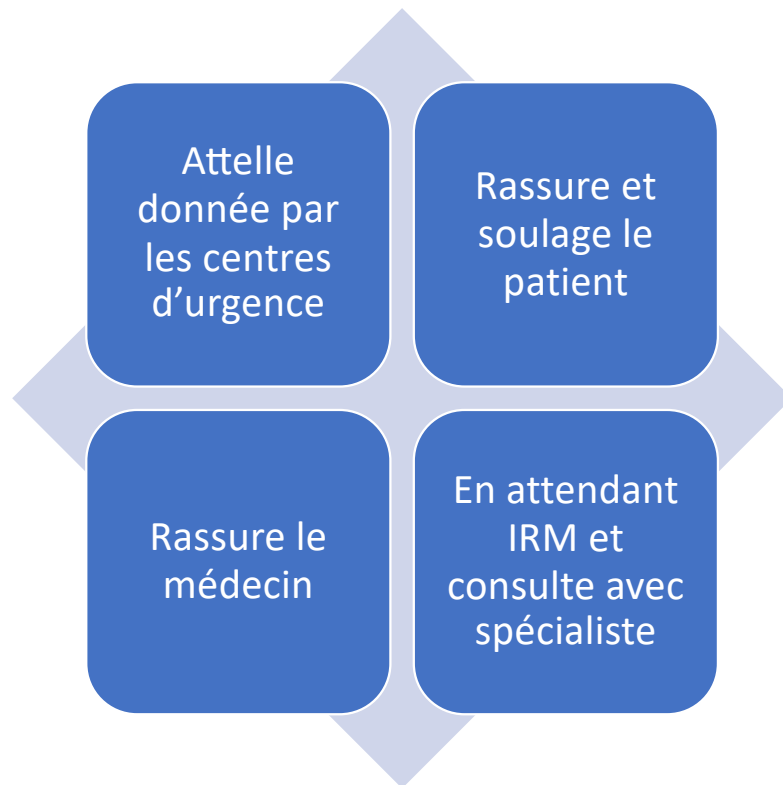 Attelle
donnée par
les centres
d’urgence
Rassure et
soulage le
patient
Rassure le
médecin
En attendant
IRM et
consulte avec
spécialiste